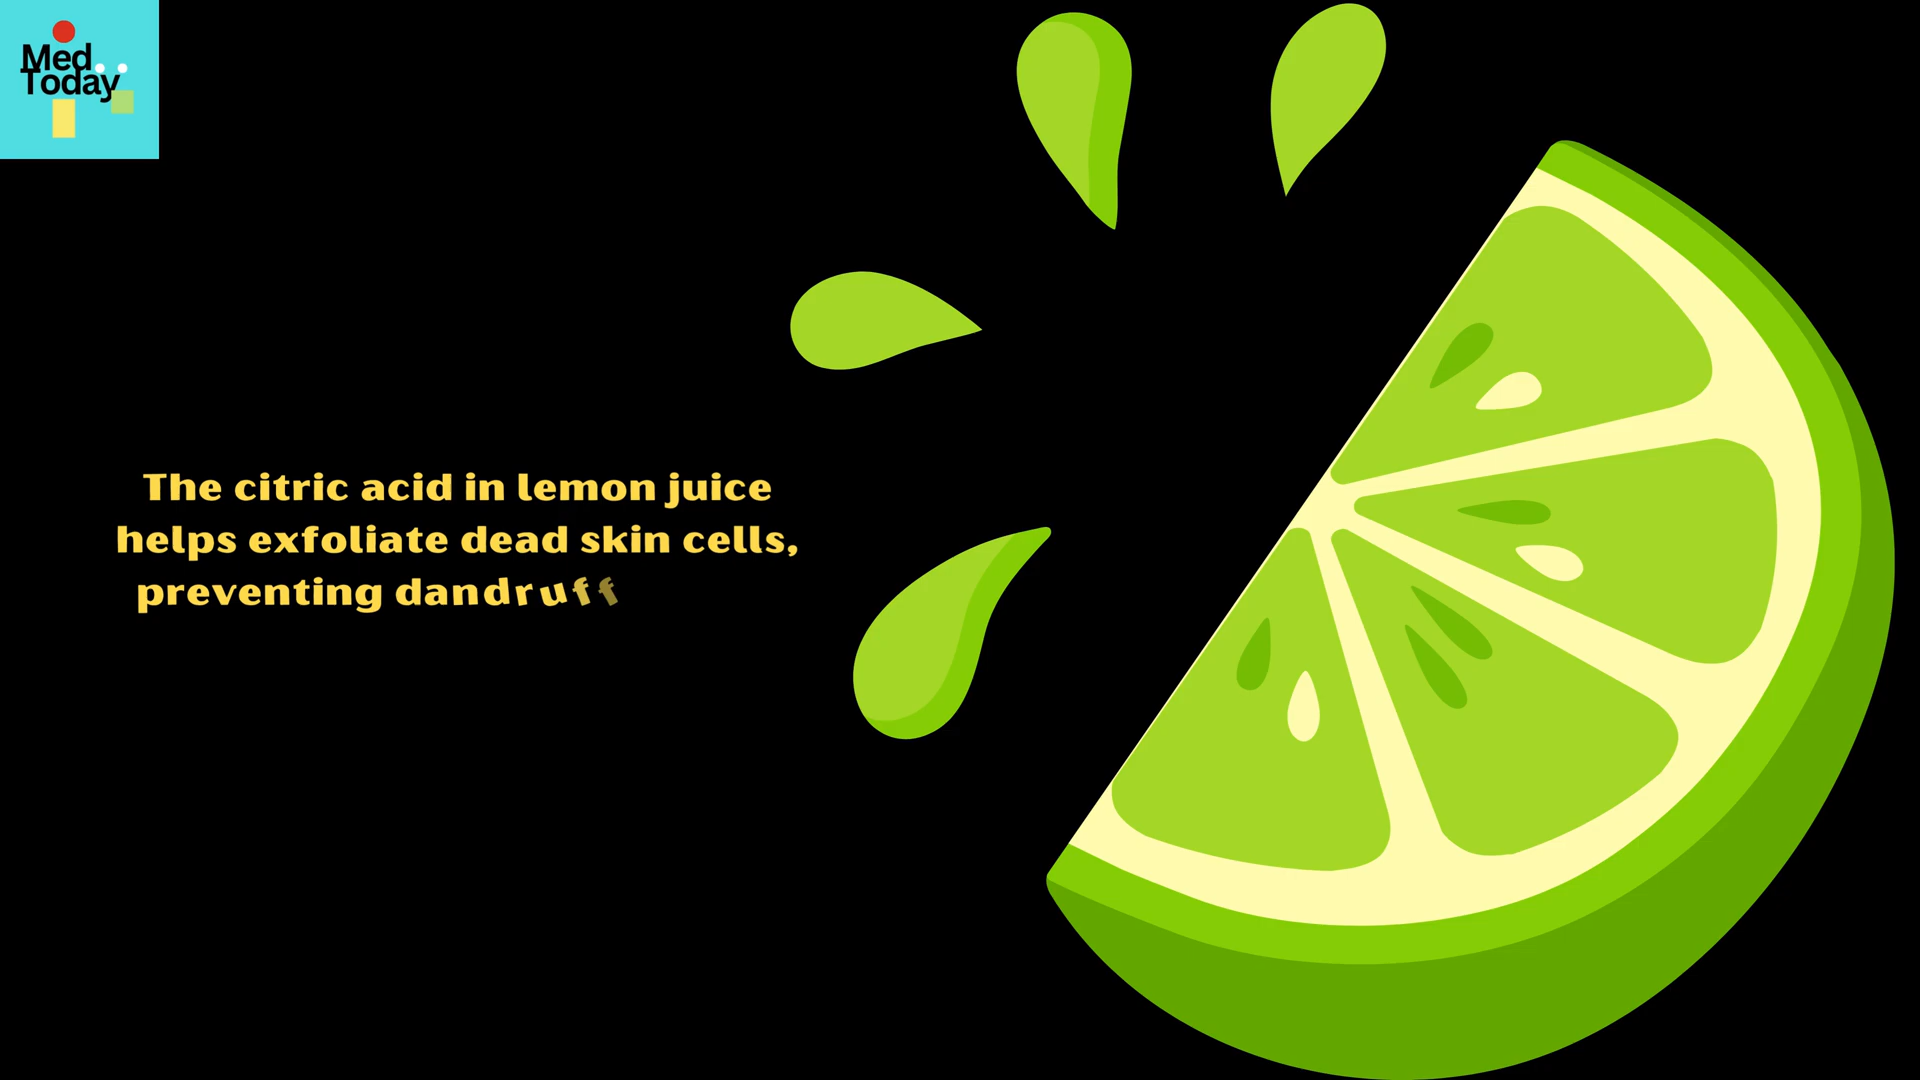 Med
Today
The citric acid in lemon juice
helps exfoliate dead skin cells,
preventing dandruff